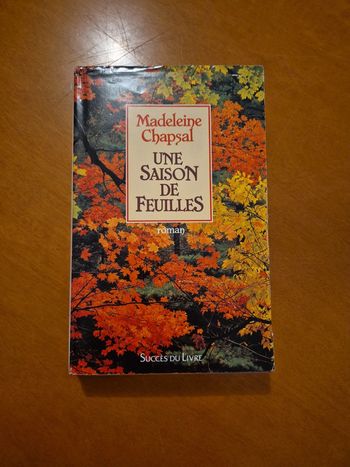 Madeleine
Chapsal
UNE
SAISON
DE
FEUILLES
roman
SUCCÈS DU LIVRE